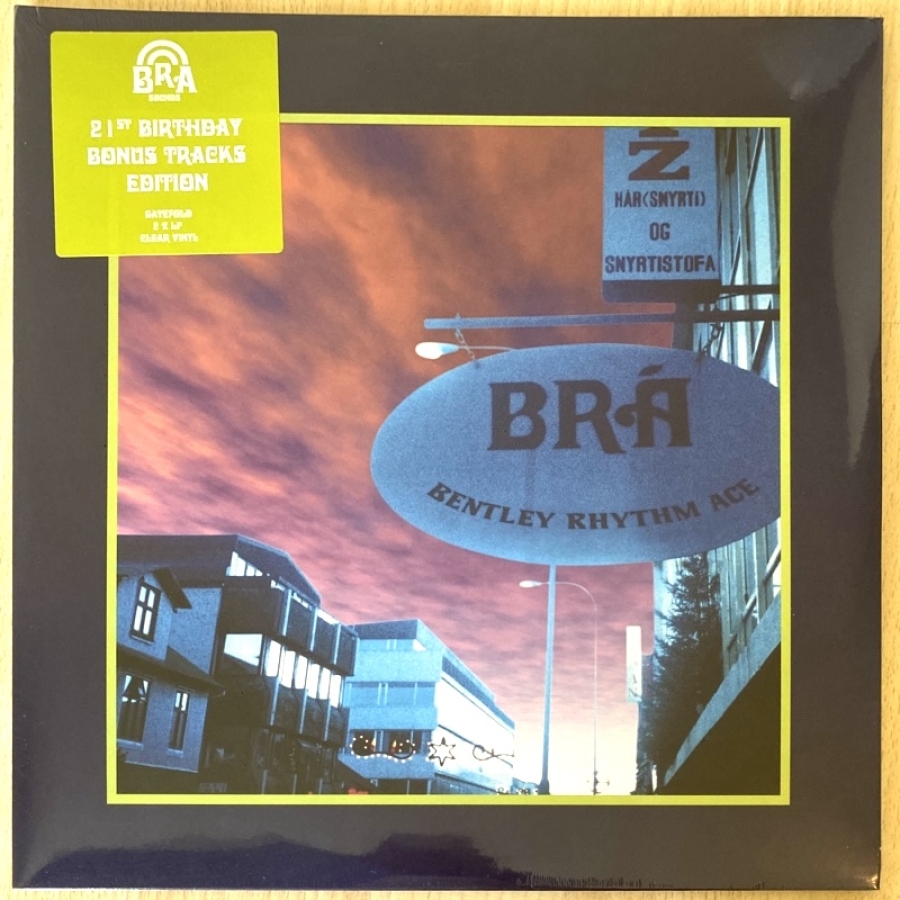 BRA
SOUNDS
21ST BIRTHDAY
BONUS TRACKS
EDITION
GATEFOLD
2 X LP
CLEAR VINYL
Z
HÁR(SNYRTI)
OG
SNYRTISTOFA
BRÁ
BENTLEY RHYTHM ACE